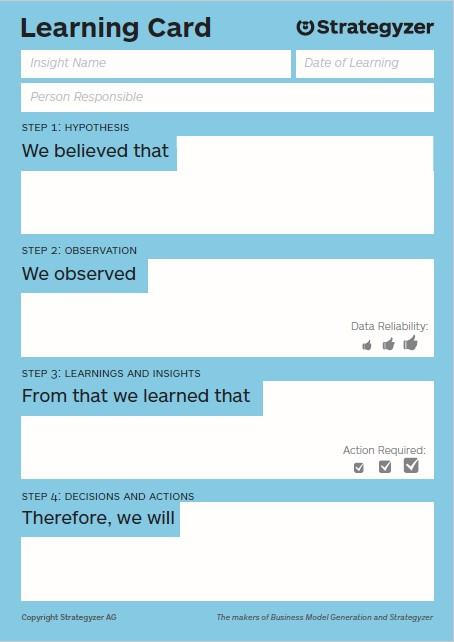 Learning Card
Strategyzer
Insight Name
Date of Learning
Person Responsible
STEP 1: HYPOTHESIS
We believed that
STEP 2: OBSERVATION
We observed
Data Reliability:
STEP 3: LEARNINGS AND INSIGHTS
From that we learned that
Action Required:
STEP 4: DECISIONS AND ACTIONS
Therefore, we will
Copyright Strategyzer AG
The makers of Business Model Generation and Strategyzer